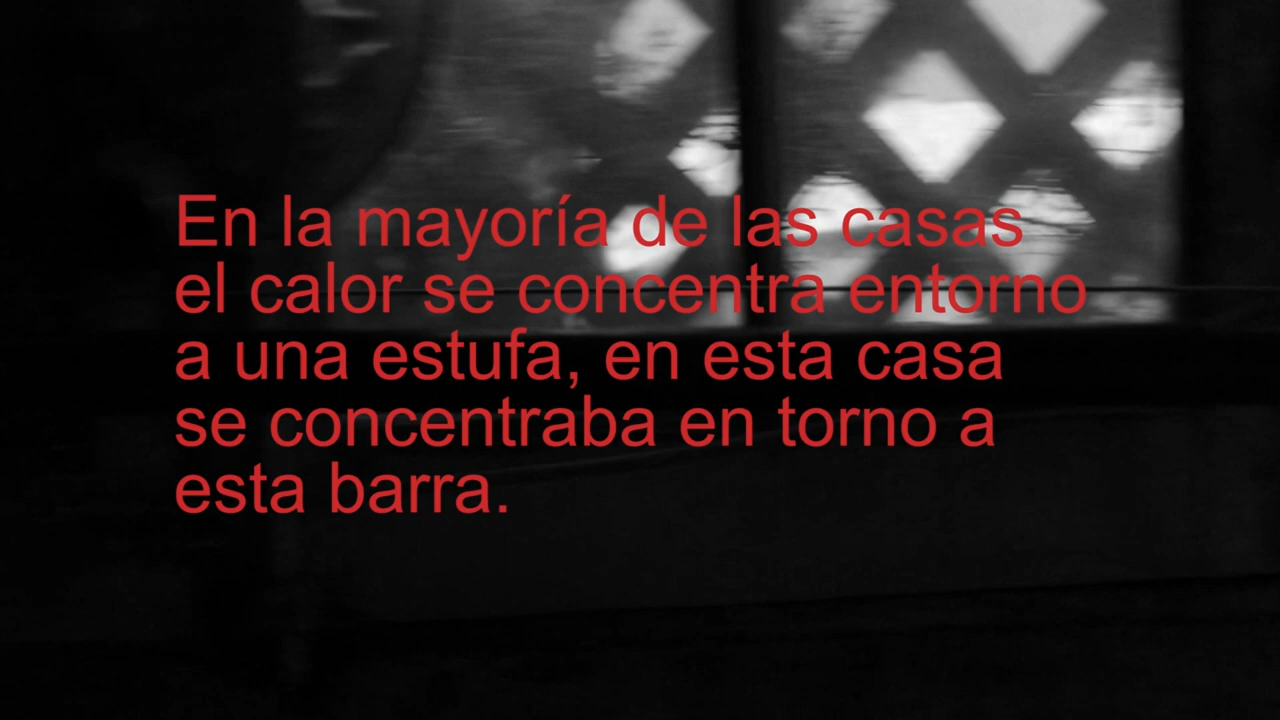 En la mayoría de las casas
el calor se concentra entorno
a una estufa, en esta casa
se concentraba en torno a
esta barra.